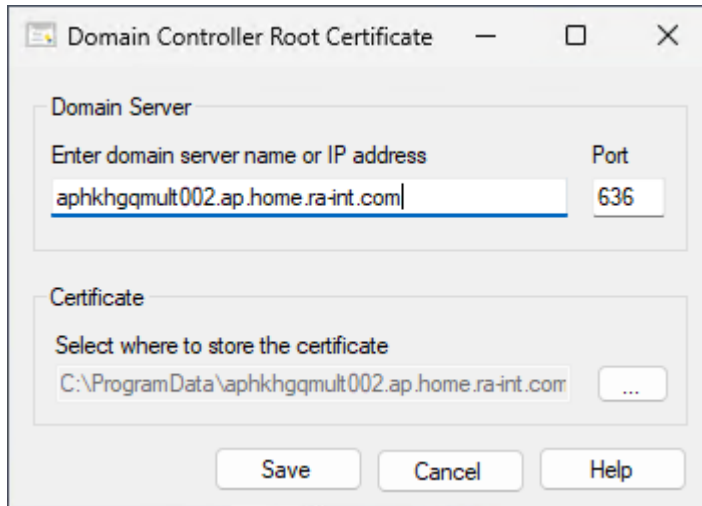 Domain Controller Root Certificate
Domain Server
Enter domain server name or IP address
Port
aphkhgqmult002.ap.home.ra-int.com
636
Certificate
Select where to store the certificate
C:\ProgramData\aphkhgqmult002.ap.home.ra-int.com
...
Save
Cancel
Help